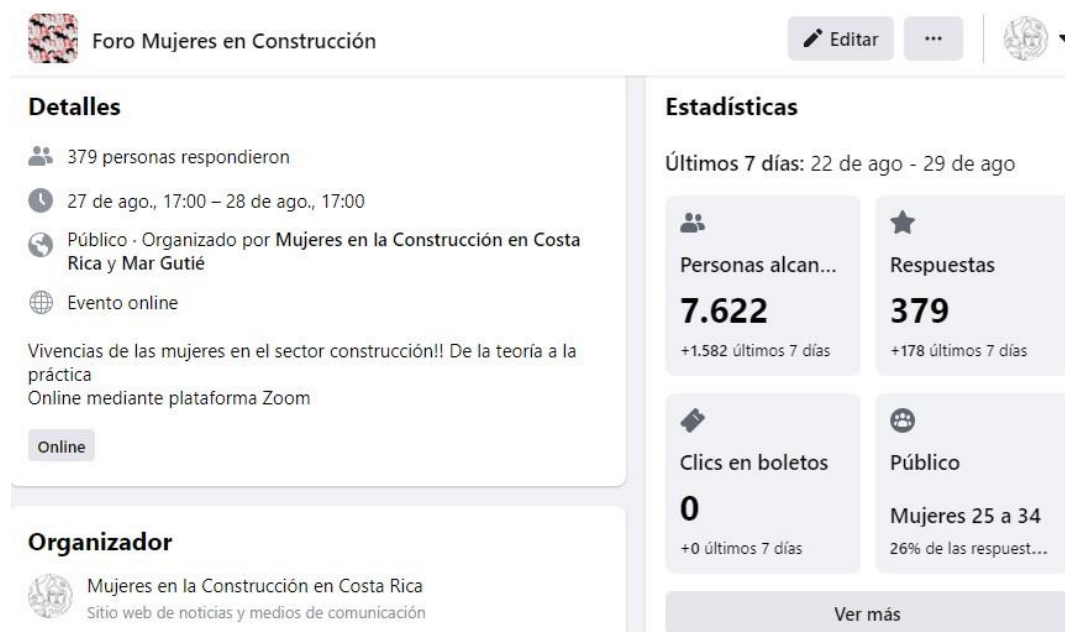 Foro Mujeres en Construcción
Editar
...
Detalles
379 personas respondieron
27 de ago., 17:00 – 28 de ago., 17:00
Público · Organizado por Mujeres en la Construcción en Costa
Rica y Mar Gutié
Evento online
Vivencias de las mujeres en el sector construcción!! De la teoría a la
práctica
Online mediante plataforma Zoom
Online
Organizador
Mujeres en la Construcción en Costa Rica
Sitio web de noticias y medios de comunicación
Estadísticas
Últimos 7 días: 22 de ago - 29 de ago
Personas alcan...
7.622
+1.582 últimos 7 días
Respuestas
379
+178 últimos 7 días
Clics en boletos
0
+0 últimos 7 días
Público
Mujeres 25 a 34
26% de las respuest...
Ver más